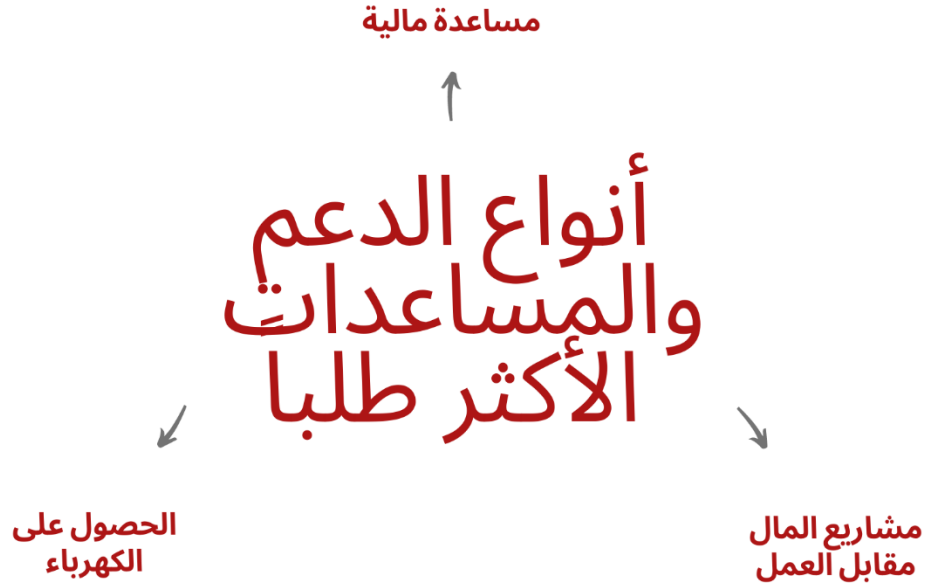 مساعدة مالية
أنواع الدعم
والمساعدات
الأكثر طلباً
الحصول على
الكهرباء
مشاريع المال
مقابل العمل